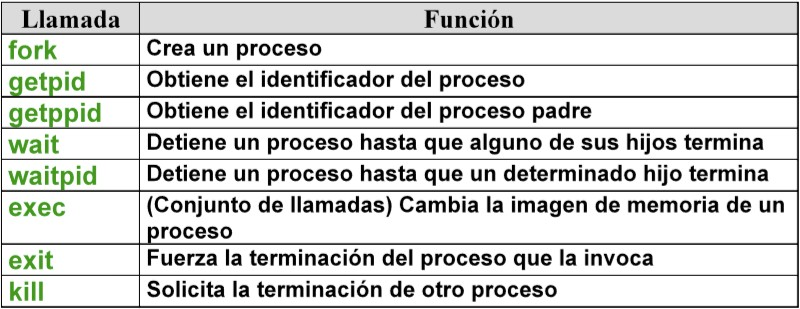 Llamada Función
fork Crea un proceso
getpid Obtiene el identificador del proceso
getppid Obtiene el identificador del proceso padre
wait Detiene un proceso hasta que alguno de sus hijos termina
waitpid Detiene un proceso hasta que un determinado hijo termina
exec (Conjunto de llamadas) Cambia la imagen de memoria de un
proceso
exit Fuerza la terminación del proceso que la invoca
kill Solicita la terminación de otro proceso